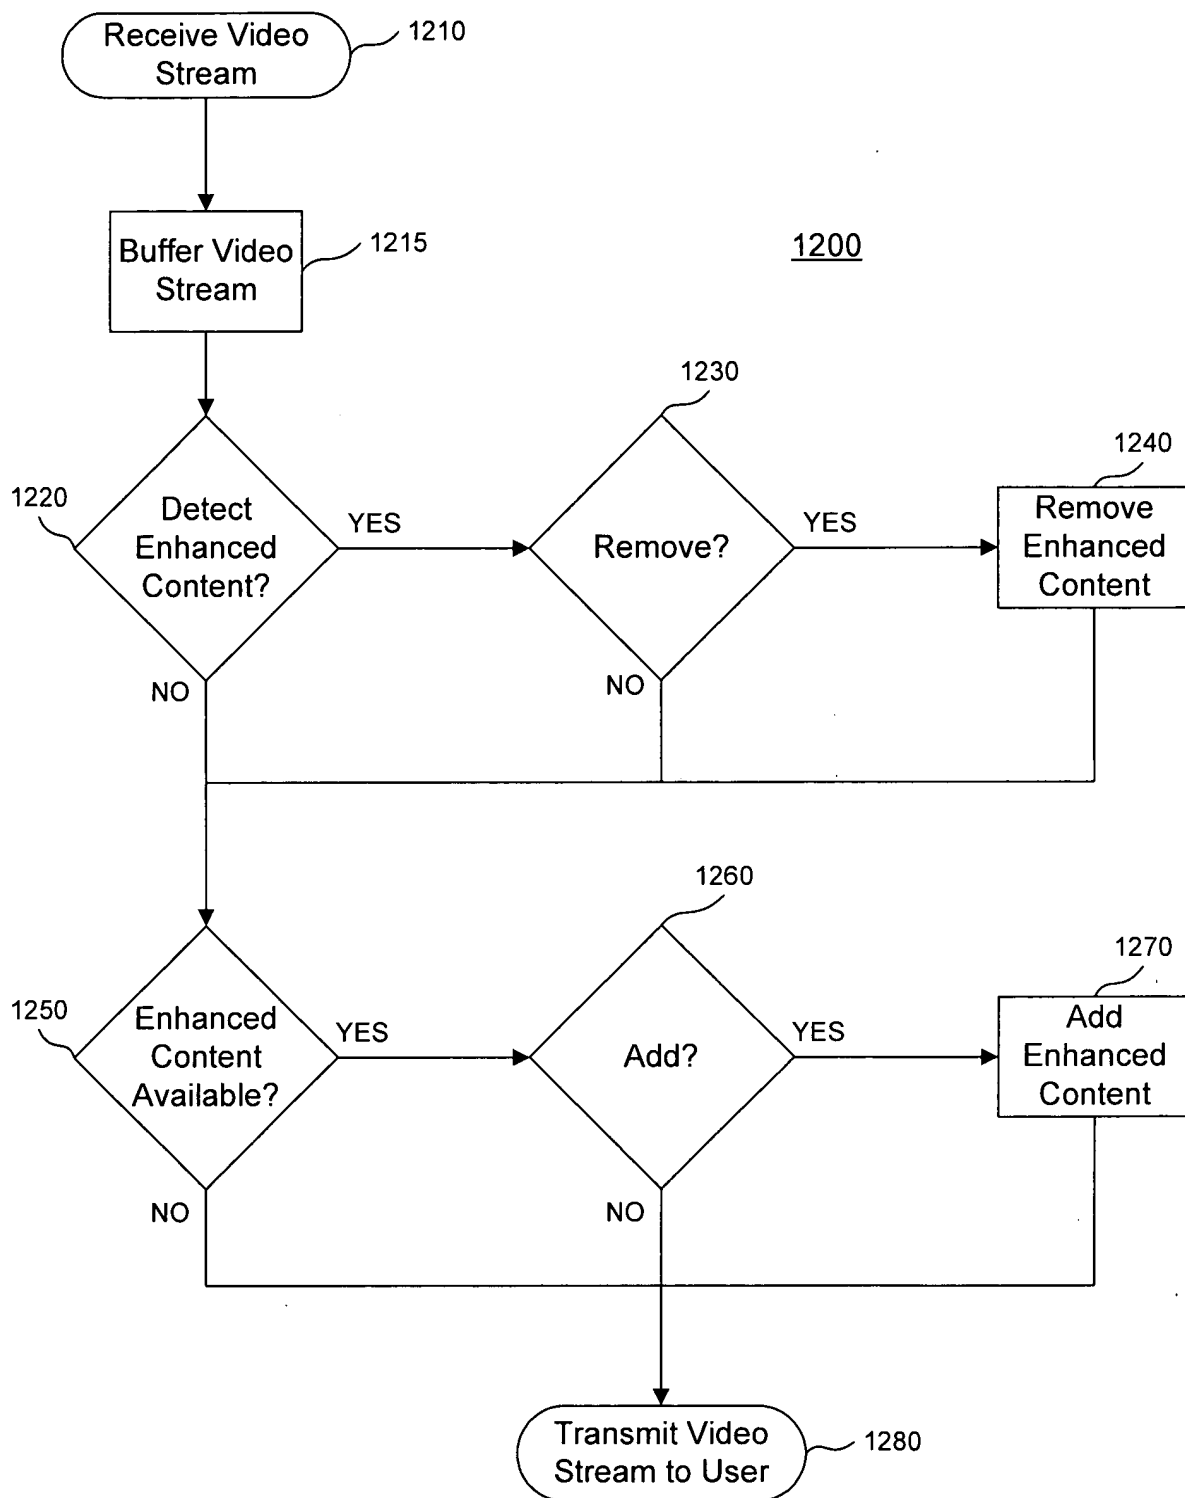 Receive Video
Stream
1210
Buffer Video
Stream
1215
1200
1220
Detect
Enhanced
Content?
YES
NO
1230
Remove?
YES
NO
1240
Remove
Enhanced
Content
1250
Enhanced
Content
Available?
YES
NO
1260
Add?
YES
NO
1270
Add
Enhanced
Content
Transmit Video
Stream to User
1280